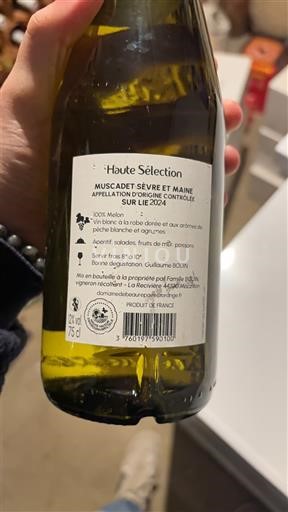 Haute Sélection
MUSCADET SÈVRE ET MAINE
APPELLATION D'ORIGINE CONTRÔLÉE
SUR LIE 2024
100% Melon
Vin blanc à la robe dorée et aux arômes de
pêche blanche et agrumes
Apéritif, salades, fruits de mer, poissons
Servir frais 8° à 10°
Bonne dégustation, Guillaume BOUIN
Mis en bouteille à la propriété par Famille BOUIN,
vigneron récoltant - La Recivière 44330 Mouzillon
PRODUIT DE FRANCE
12% vol
75 cl
3 760197 590100